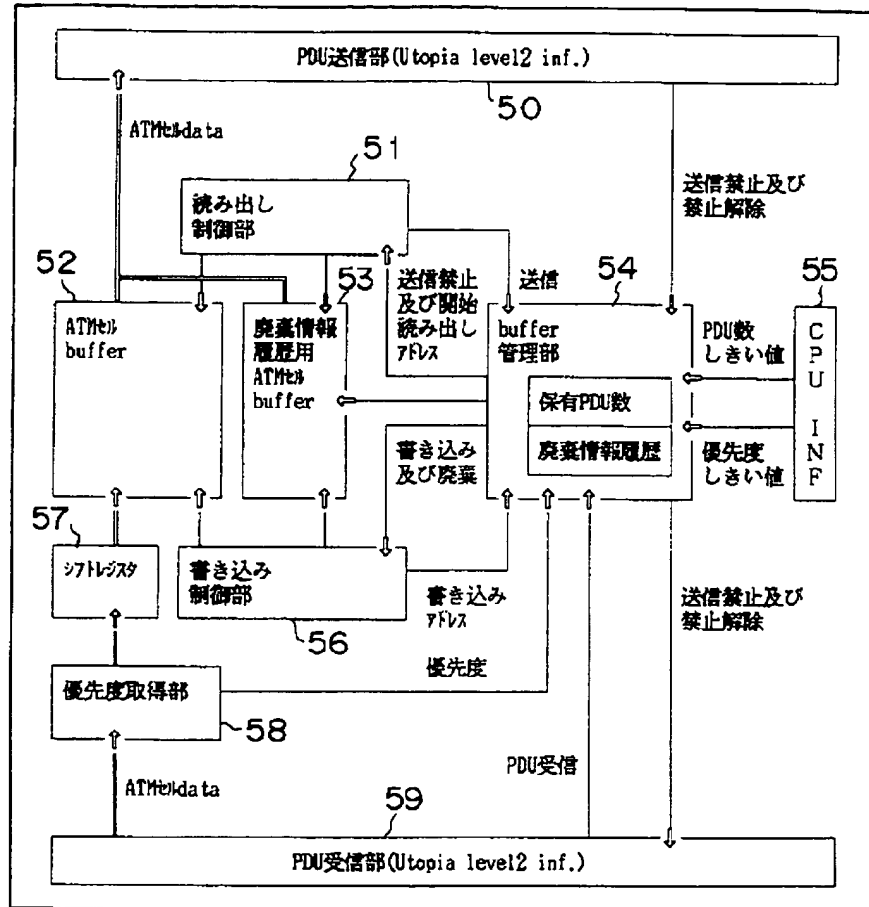 PDU送信部(Utopia level2 inf.)
50
ATMセルdata
51
読み出し
制御部
送信禁止及び
禁止解除
52
ATMセル
buffer
53
廃棄情報
履歴用
ATMセル
buffer
送信禁止
及び開始
読み出し
アドレス
送信
54
buffer
管理部
保有PDU数
廃棄情報履歴
PDU数
しきい値
優先度
しきい値
55
CPU INF
書き込み
及び廃棄
57
シフトレジスタ
書き込み
制御部
56
書き込み
アドレス
優先度
送信禁止及び
禁止解除
優先度取得部
58
ATMセルdata
59
PDU受信
PDU受信部(Utopia level2 inf.)